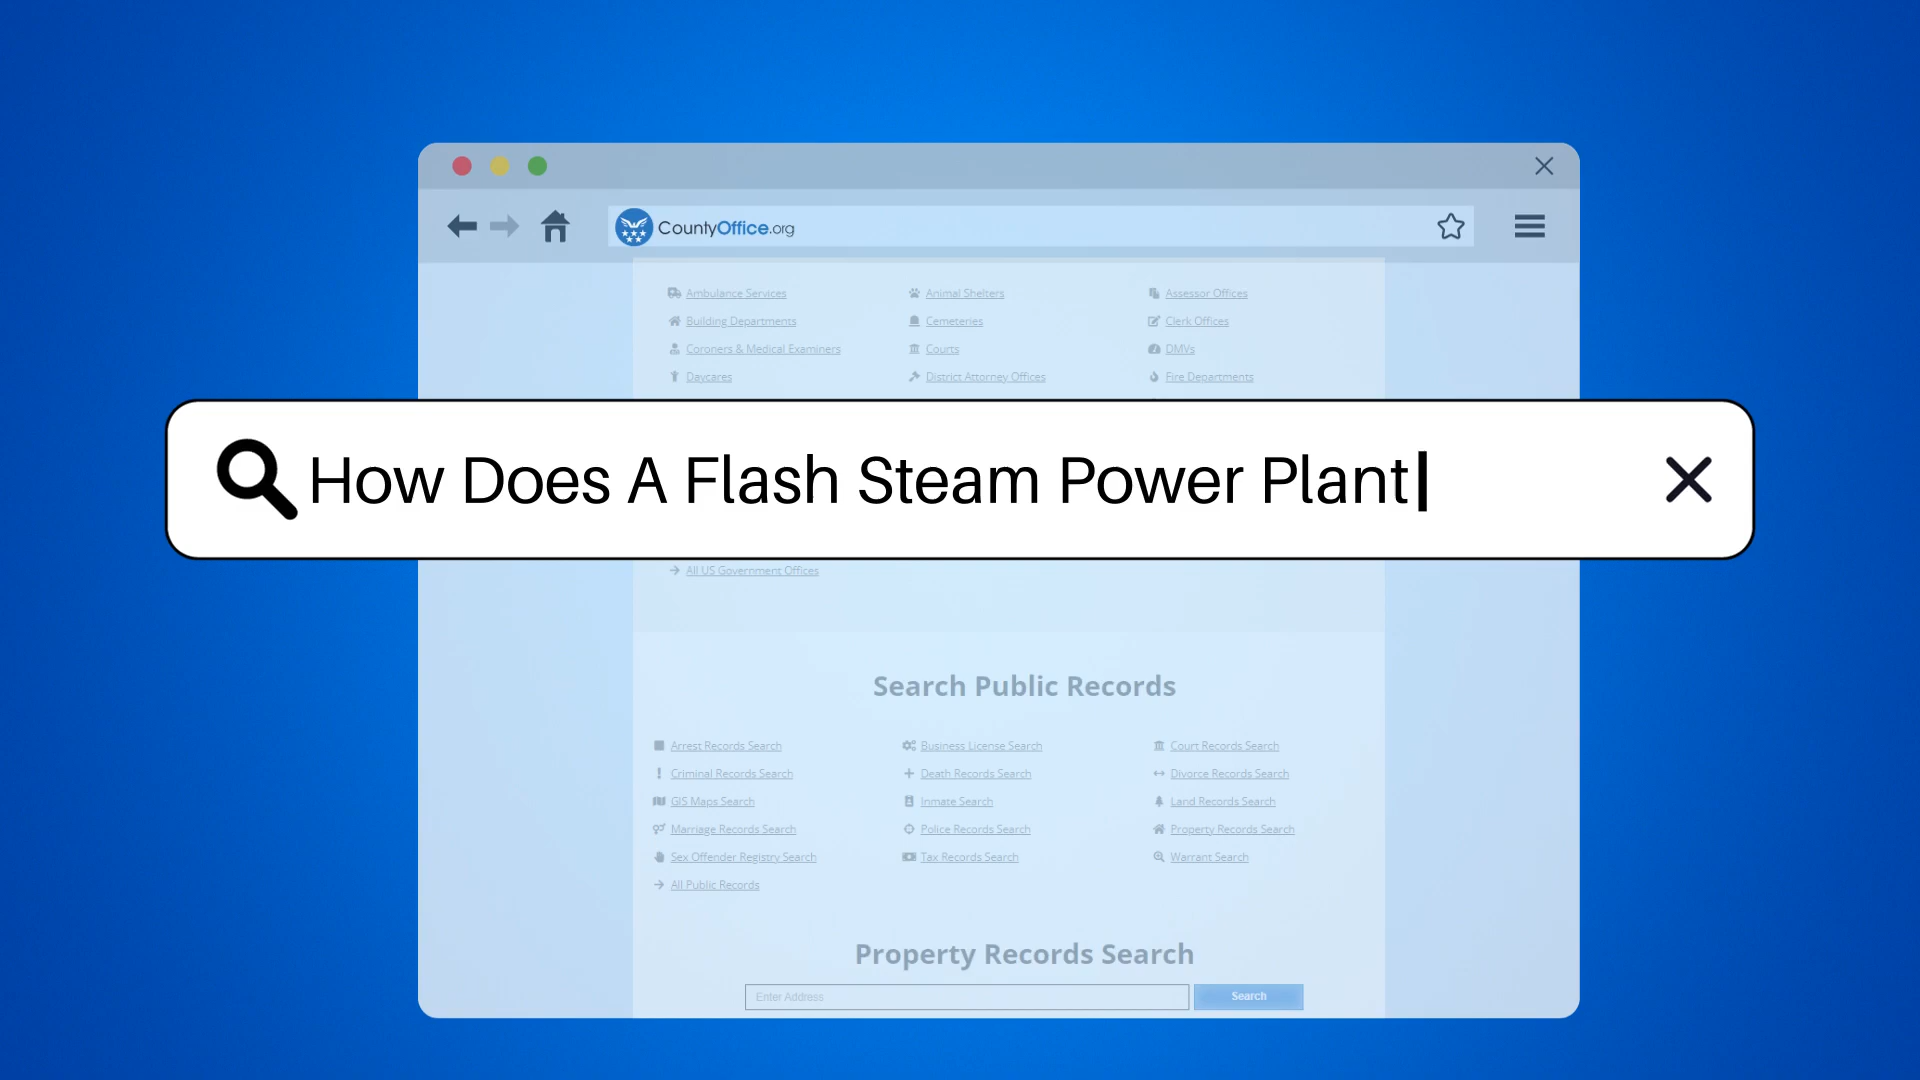 CountyOffice.org
Ambulance Services Animal Shelters Assessor Offices
Building Departments Cemeteries Clerk Offices
Coroners & Medical Examiners Courts DMVs
Daycares District Attorney Offices Fire Departments
How Does A Flash Steam Power Plant
All US Government Offices
Search Public Records
Arrest Records Search Business License Search Court Records Search
Criminal Records Search Death Records Search Divorce Records Search
GIS Maps Search Inmate Search Land Records Search
Marriage Records Search Police Records Search Property Records Search
Sex Offender Registry Search Tax Records Search Warrant Search
All Public Records
Property Records Search
Enter Address Search